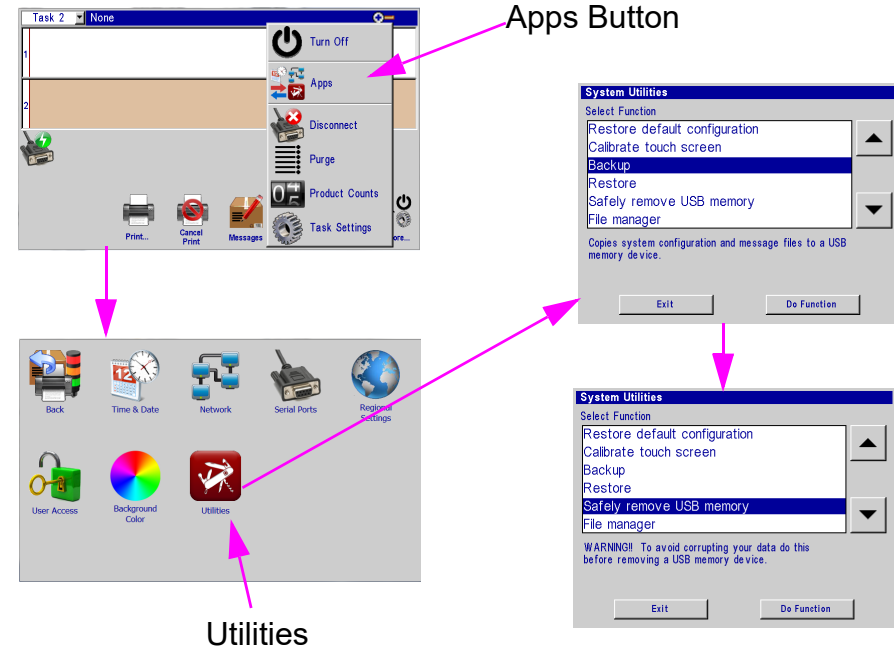 Apps Button
Task 2 None
Turn Off
1
Apps
2
Disconnect
Purge
Product Counts
Task Settings
Print...
Cancel
Print
Messages
ore...
System Utilities
Select Function
Restore default configuration
Calibrate touch screen
Backup
Restore
Safely remove USB memory
File manager
Copies system configuration and message files to a USB
memory device.
Exit Do Function
Back
Time & Date
12
Network
Serial Ports
Regional
Settings
User Access
Background
Color
Utilities
System Utilities
Select Function
Restore default configuration
Calibrate touch screen
Backup
Restore
Safely remove USB memory
File manager
WARNING!! To avoid corrupting your data do this
before removing a USB memory device.
Exit Do Function
Utilities